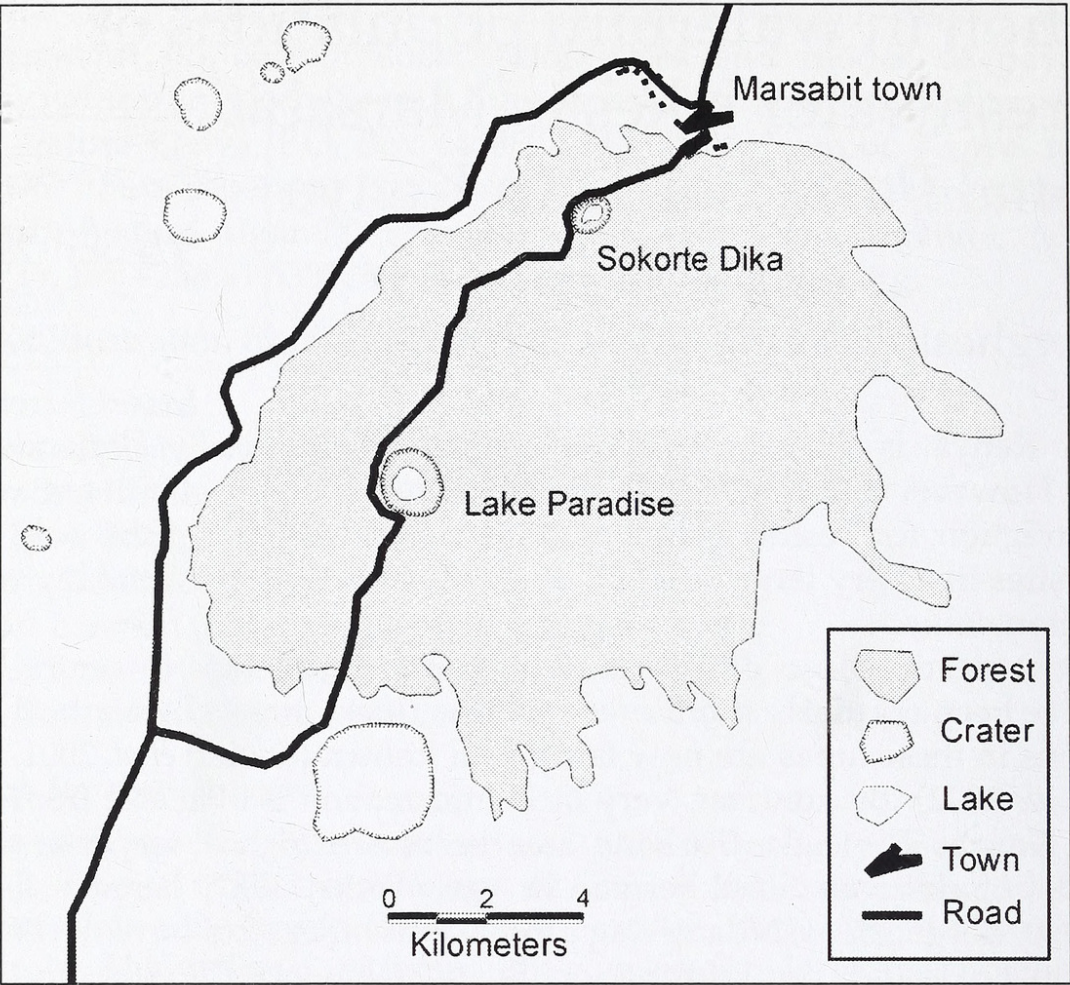 Marsabit town
Sokorte Dika
Lake Paradise
Forest
Crater
Lake
Town
Road
0 2 4
Kilometers